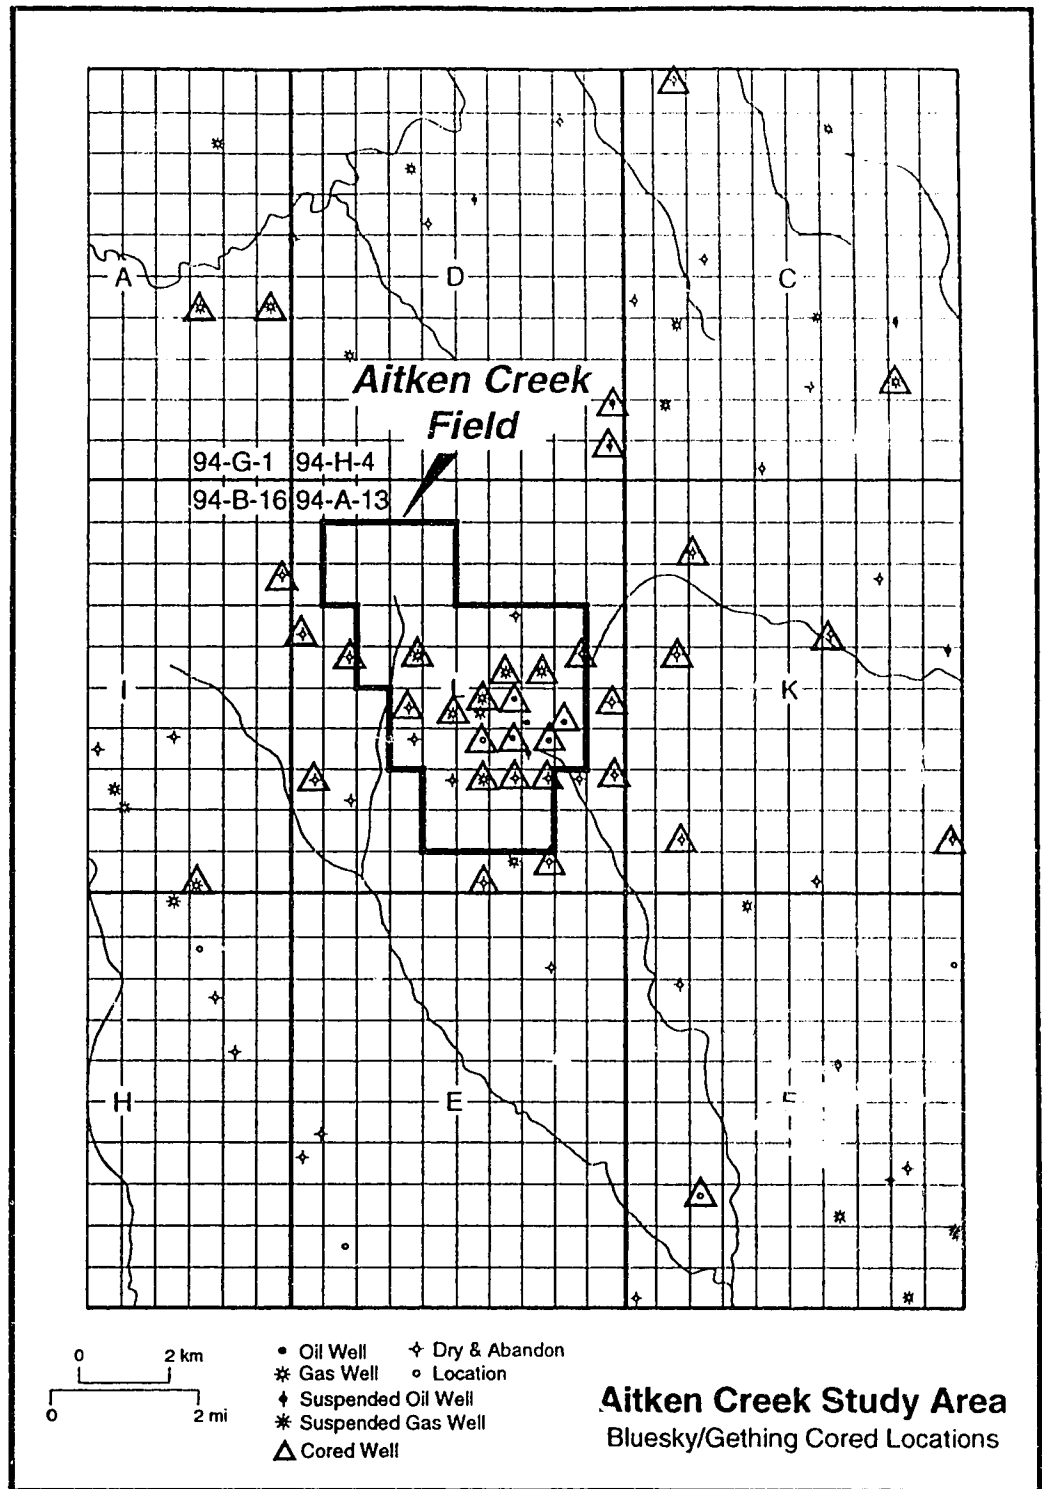 A
D
C
Aitken Creek
Field
94-G-1 94-H-4
94-B-16 94-A-13
I
K
H
E
0 2 km
0 2 mi
Oil Well
Gas Well
Suspended Oil Well
Suspended Gas Well
Cored Well
Dry & Abandon
Location
Aitken Creek Study Area
Bluesky/Gething Cored Locations